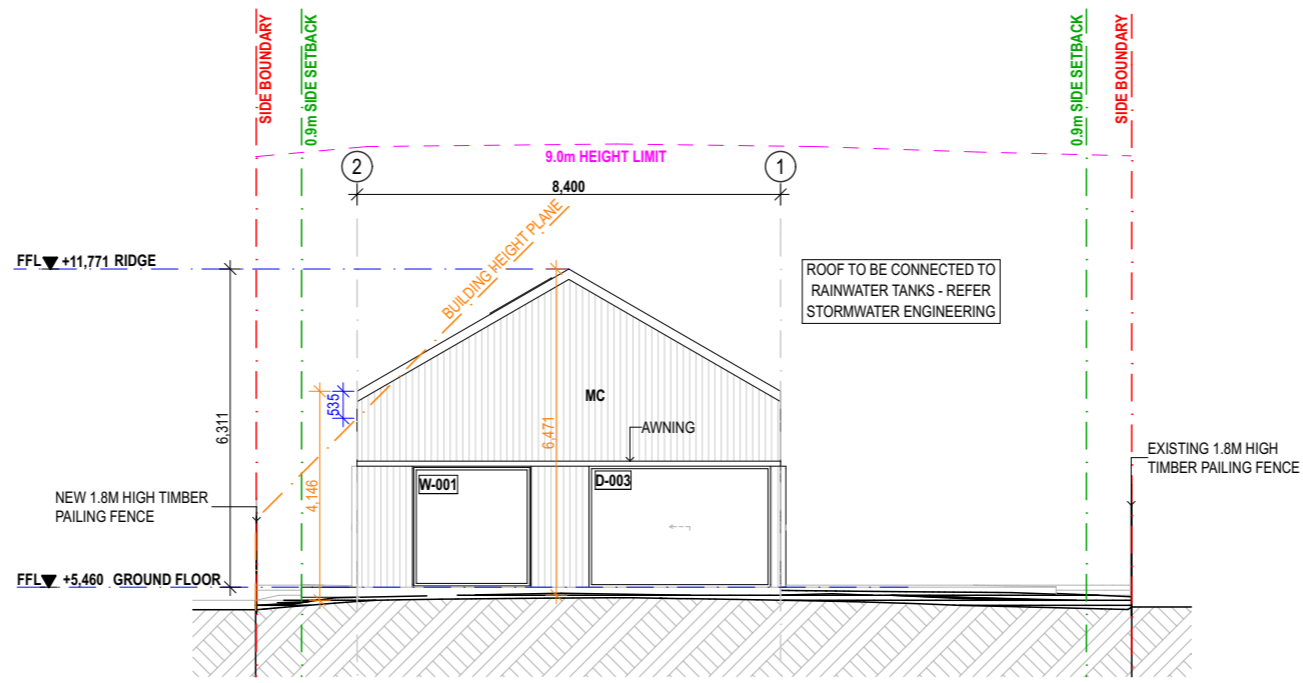 SIDE BOUNDARY
0.9m SIDE SETBACK
0.9m SIDE SETBACK
SIDE BOUNDARY
9.0m HEIGHT LIMIT
2
1
8,400
BUILDING HEIGHT PLANE
FFL +11,771 RIDGE
ROOF TO BE CONNECTED TO
RAINWATER TANKS - REFER
STORMWATER ENGINEERING
535
MC
6,311
6,471
AWNING
4,146
EXISTING 1.8M HIGH
TIMBER PAILING FENCE
W-001
D-003
NEW 1.8M HIGH TIMBER
PAILING FENCE
FFL +5,460 GROUND FLOOR